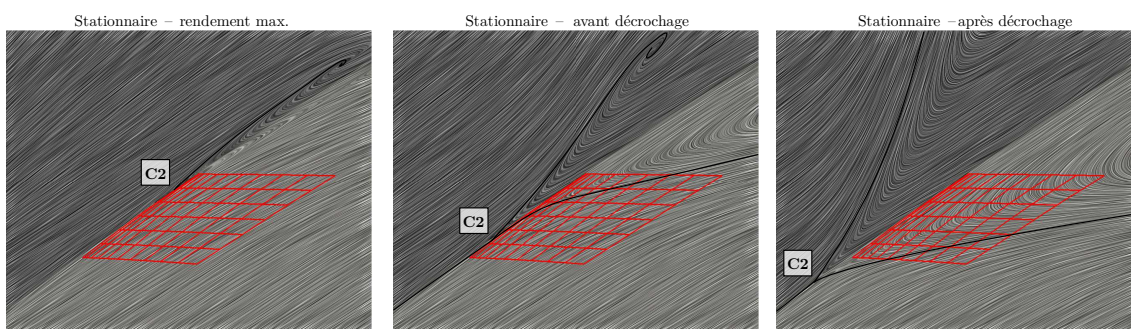 Stationnaire – rendement max.
Stationnaire – avant décrochage
Stationnaire – après décrochage
C2
C2
C2